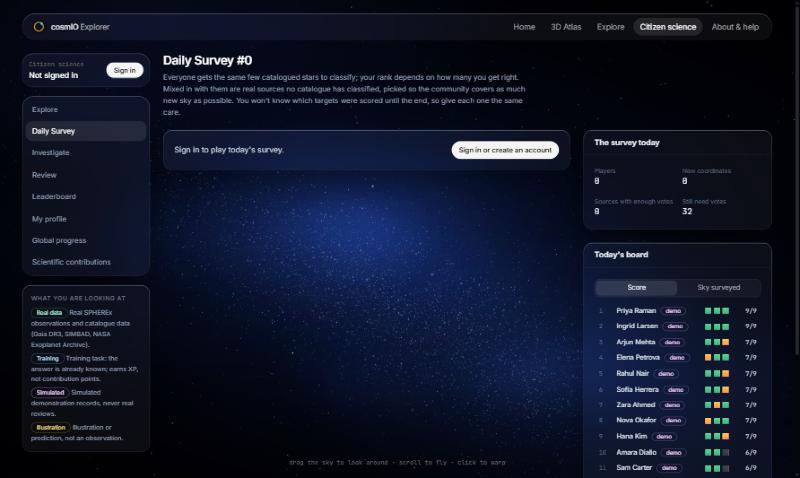 cosmIO Explorer
Home
3D Atlas
Explore
Citizen science
About & help
Citizen science
Not signed in
Sign in
Explore
Daily Survey
Investigate
Review
Leaderboard
My profile
Global progress
Scientific contributions
WHAT YOU ARE LOOKING AT
Real data Real SPHEREx
observations and catalogue data
(Gaia DR3, SIMBAD, NASA
Exoplanet Archive).
Training Training task: the
answer is already known; earns XP,
not contribution points.
Simulated Simulated
demonstration records, never real
reviews.
Illustration Illustration or
prediction, not an observation.
Daily Survey #0
Everyone gets the same few catalogued stars to classify; your rank depends on how many you get right.
Mixed in with them are real sources no catalogue has classified, picked so the community covers as much
new sky as possible. You won't know which targets were scored until the end, so give each one the same
care.
Sign in to play today's survey.
Sign in or create an account
drag the sky to look around · scroll to fly · click to warp
The survey today
Players
0
New coordinates
0
Sources with enough votes
0
Still need votes
32
Today's board
Score
Sky surveyed
1 Priya Raman demo 9/9
2 Ingrid Larsen demo 9/9
3 Arjun Mehta demo 7/9
4 Elena Petrova demo 7/9
5 Rahul Nair demo 7/9
6 Sofia Herrera demo 7/9
7 Zara Ahmed demo 7/9
8 Nova Okafor demo 7/9
9 Hana Kim demo 7/9
10 Amara Diallo demo 6/9
11 Sam Carter demo 6/9